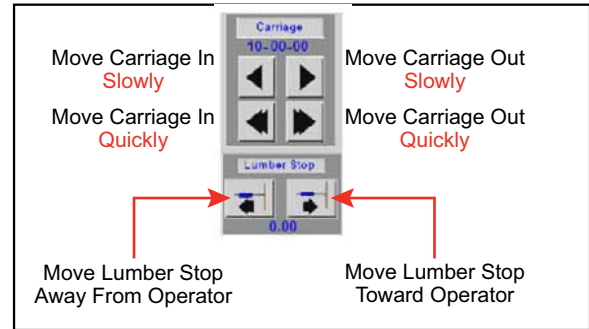 Carriage
10-00-00
Move Carriage In
Slowly
Move Carriage Out
Slowly
Move Carriage In
Quickly
Move Carriage Out
Quickly
Lumber Stop
0.00
Move Lumber Stop
Away From Operator
Move Lumber Stop
Toward Operator